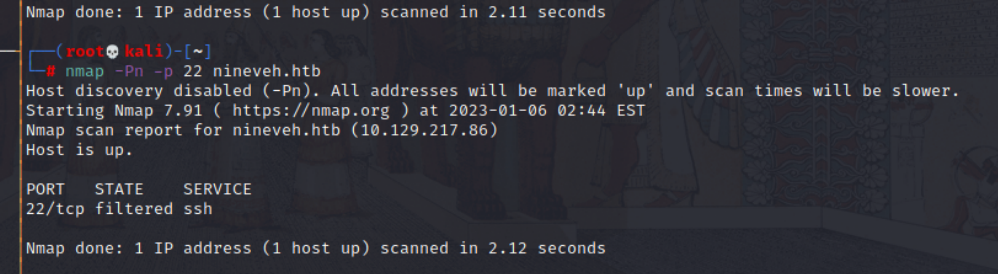 Nmap done: 1 IP address (1 host up) scanned in 2.11 seconds
┌──(root💀kali)-[~]
└─# nmap -Pn -p 22 nineveh.htb
Host discovery disabled (-Pn). All addresses will be marked 'up' and scan times will be slower.
Starting Nmap 7.91 ( https://nmap.org ) at 2023-01-06 02:44 EST
Nmap scan report for nineveh.htb (10.129.217.86)
Host is up.
PORT   STATE    SERVICE
22/tcp filtered ssh
Nmap done: 1 IP address (1 host up) scanned in 2.12 seconds